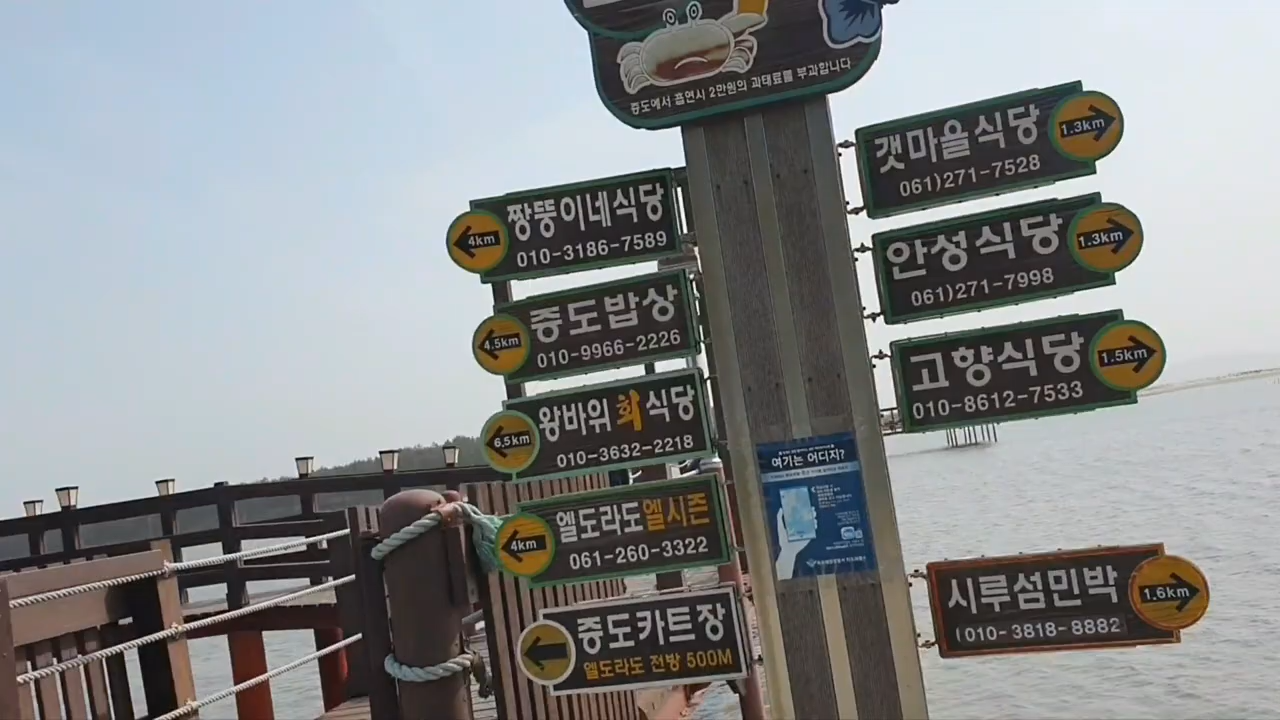 증도에서 흡연시 2만원의 과태료를 부과합니다
짱뚱이네식당
4km
010-3186-7589
증도밥상
4.5km
010-9966-2226
왕바위회식당
6,5km
010-3632-2218
엘도라도엘시즌
4km
061-260-3322
증도카트장
엘도라도 전방 500M
갯마을식당
1.3km
061)271-7528
안성식당
1.3km
061)271-7998
고향식당
1.5km
010-8612-7533
여기는 어디지?
시루섬민박
1.6km
(010-3818-8882